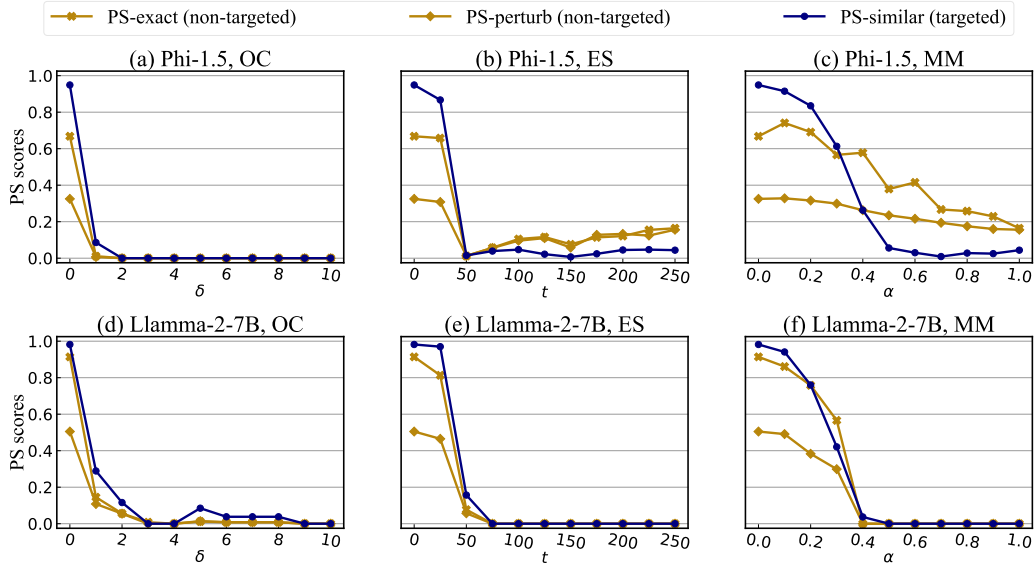 PS-exact (non-targeted) PS-perturb (non-targeted) PS-similar (targeted)
(a) Phi-1.5, OC (b) Phi-1.5, ES (c) Phi-1.5, MM
PS scores
1.0
0.8
0.6
0.4
0.2
0.0
0 2 4 6 8 10
δ
0 50 100 150 200 250
t
0.0 0.2 0.4 0.6 0.8 1.0
α
(d) Llamma-2-7B, OC (e) Llamma-2-7B, ES (f) Llamma-2-7B, MM
PS scores
1.0
0.8
0.6
0.4
0.2
0.0
0 2 4 6 8 10
δ
0 50 100 150 200 250
t
0.0 0.2 0.4 0.6 0.8 1.0
α